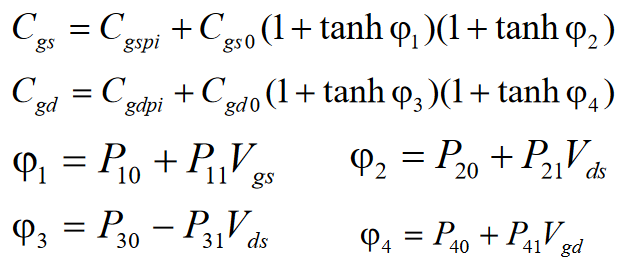 C_gs = C_gspi + C_gs0 (1 + tanh φ_1)(1 + tanh φ_2)
C_gd = C_gdpi + C_gd0 (1 + tanh φ_3)(1 + tanh φ_4)
φ_1 = P_10 + P_11 V_gs φ_2 = P_20 + P_21 V_ds
φ_3 = P_30 − P_31 V_ds φ_4 = P_40 + P_41 V_gd